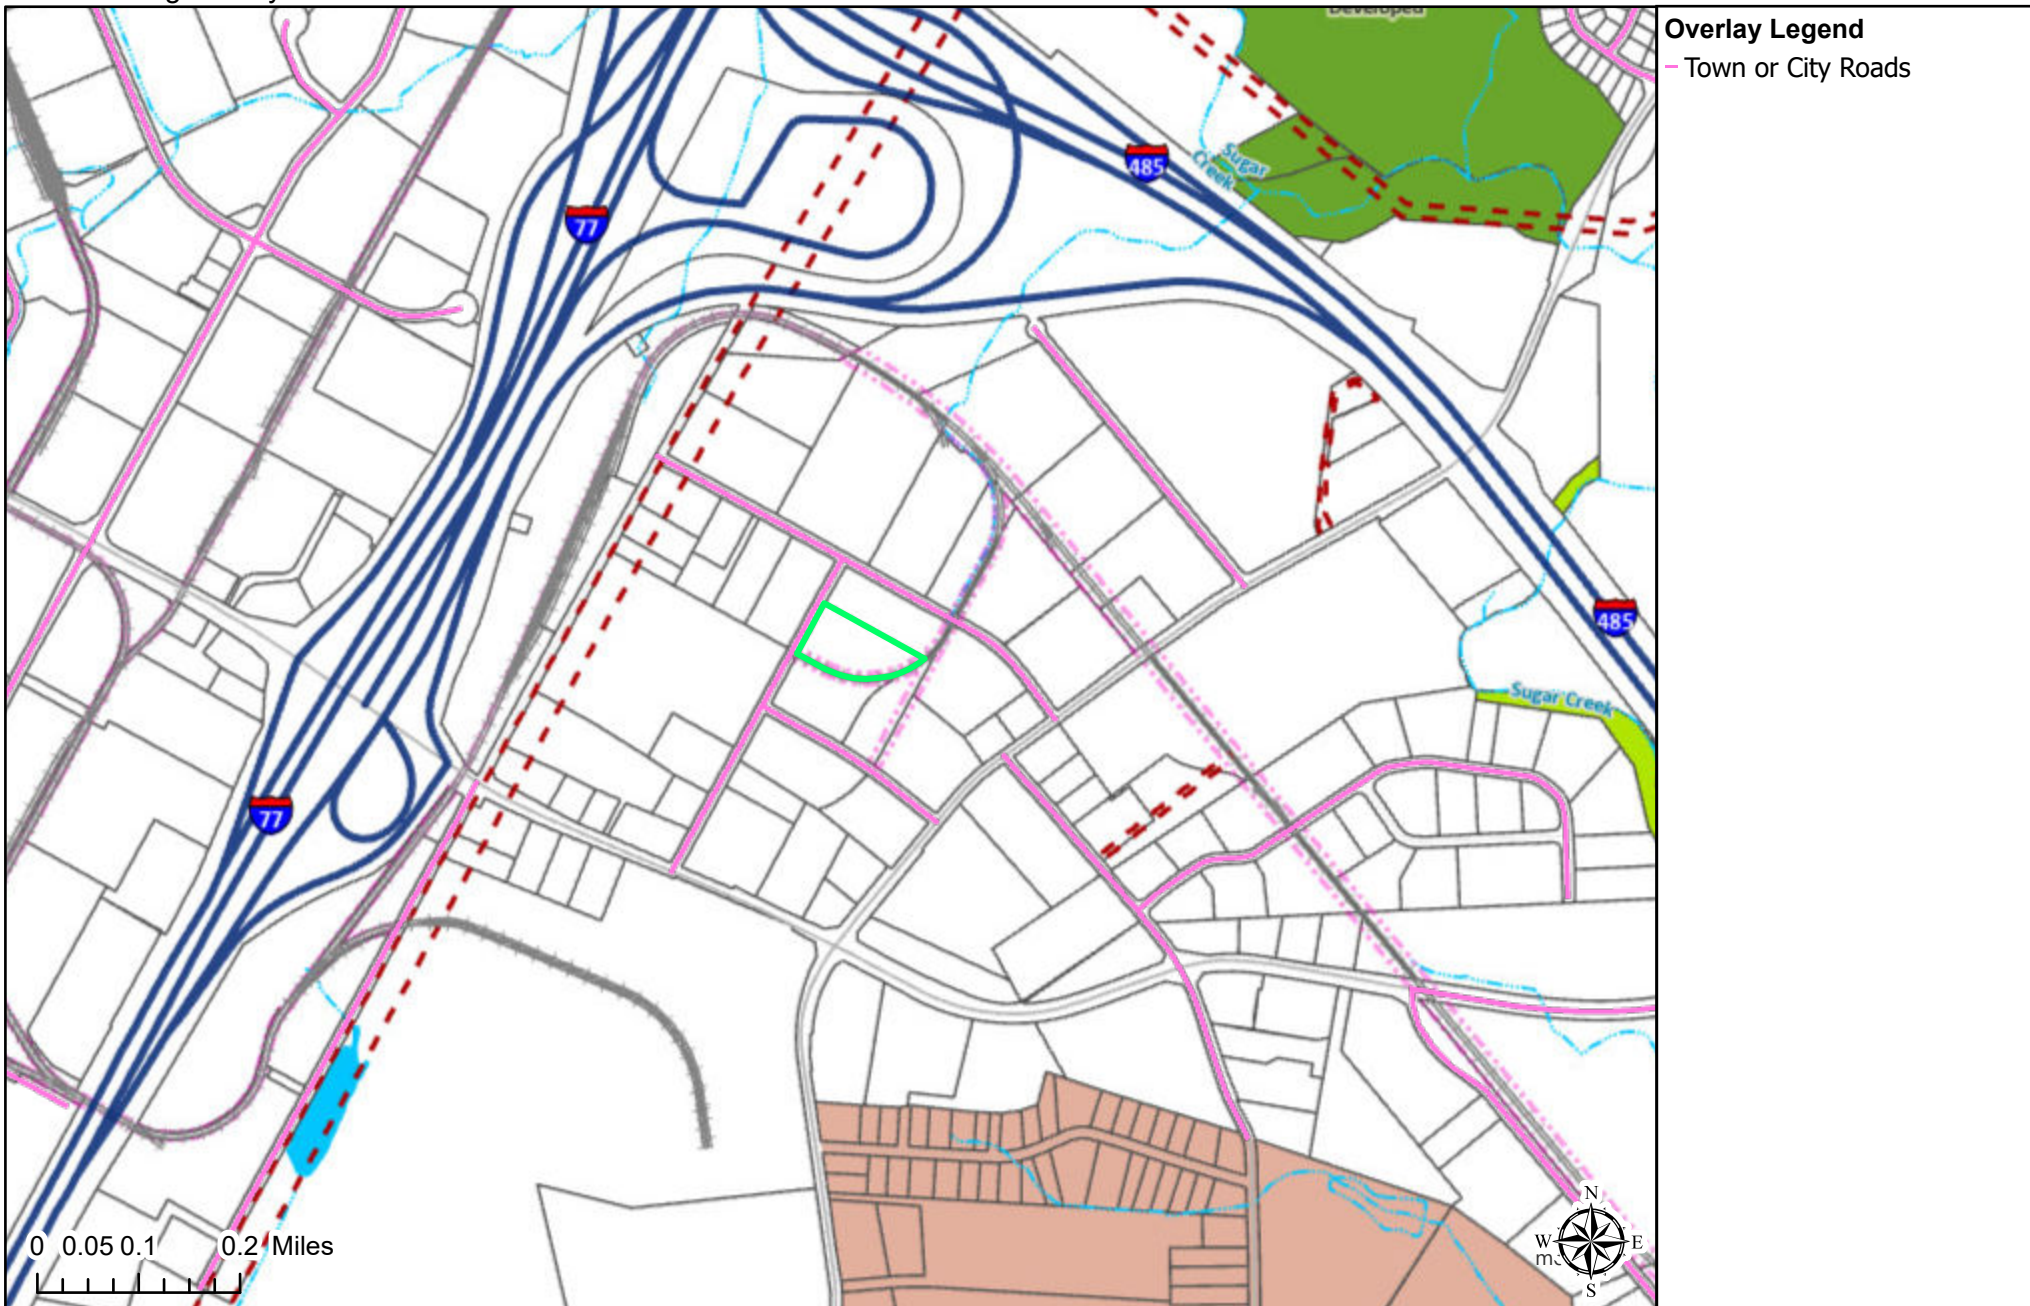 Developed
Overlay Legend
Town or City Roads
485
Sugar
Creek
77
485
Sugar Creek
77
N
W E
S
0 0.05 0.1 0.2 Miles